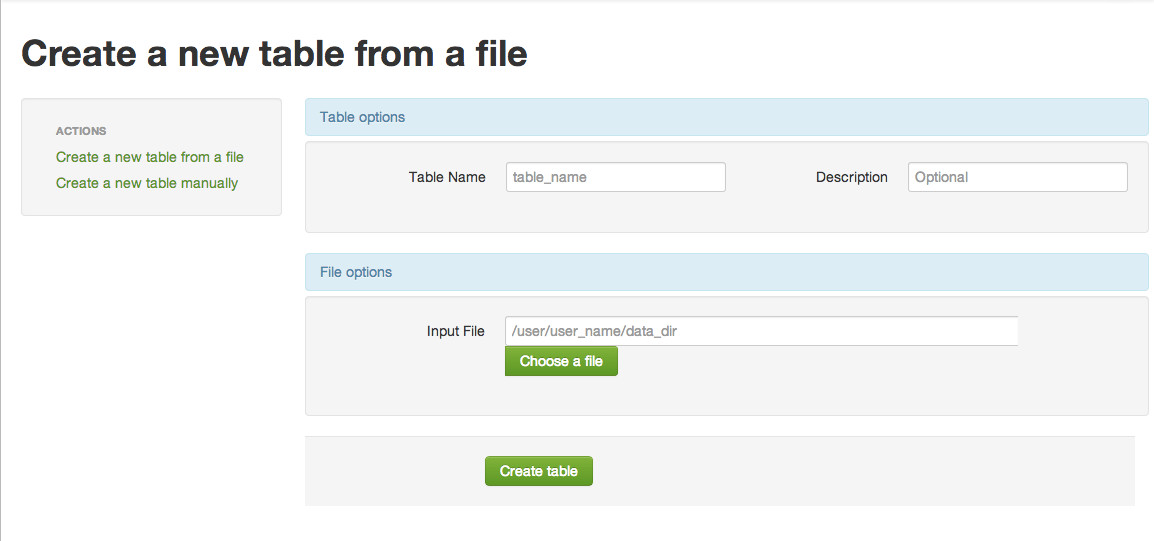 Create a new table from a file
ACTIONS
Create a new table from a file
Create a new table manually
Table options
Table Name table_name Description Optional
File options
Input File /user/user_name/data_dir
Choose a file
Create table